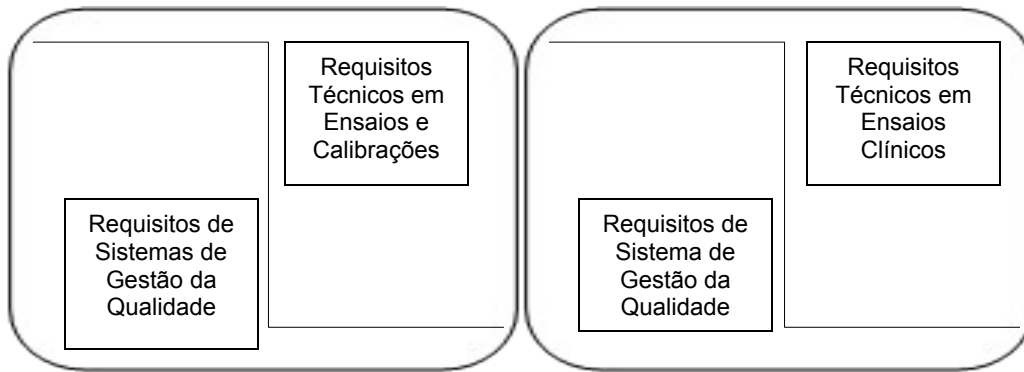 Requisitos
Técnicos em
Ensaios e
Calibrações
Requisitos de
Sistemas de
Gestão da
Qualidade
Requisitos
Técnicos em
Ensaios
Clínicos
Requisitos de
Sistema de
Gestão da
Qualidade